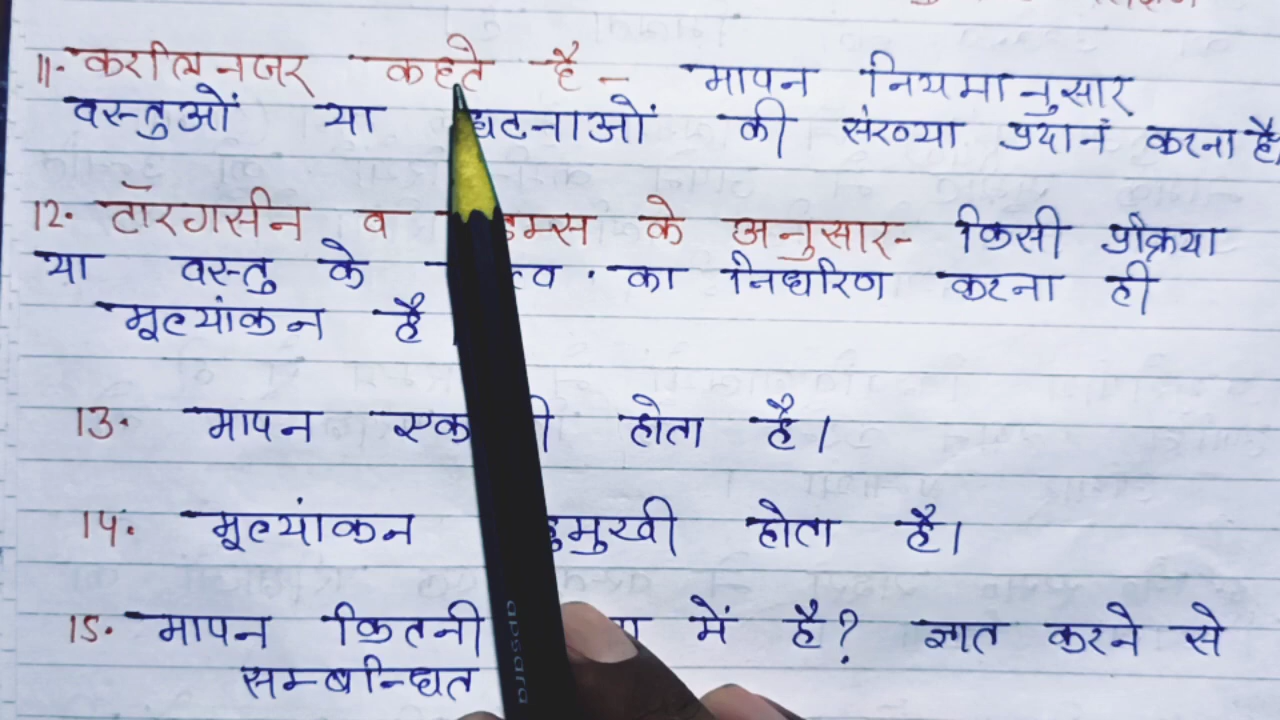 11. करलिनजर कहते है - मापन नियमानुसार
वस्तुओं या घटनाओं की संख्या प्रदान करना है।
12. टॉरगर्सन व के अनुसार- किसी प्रक्रिया
या वस्तु के का निर्धारण करना ही
मूल्यांकन है
13. मापन होता है।
14. मूल्यांकन होता है।
15. मापन कितनी में है? ज्ञात करने से
सम्बन्धित
absara